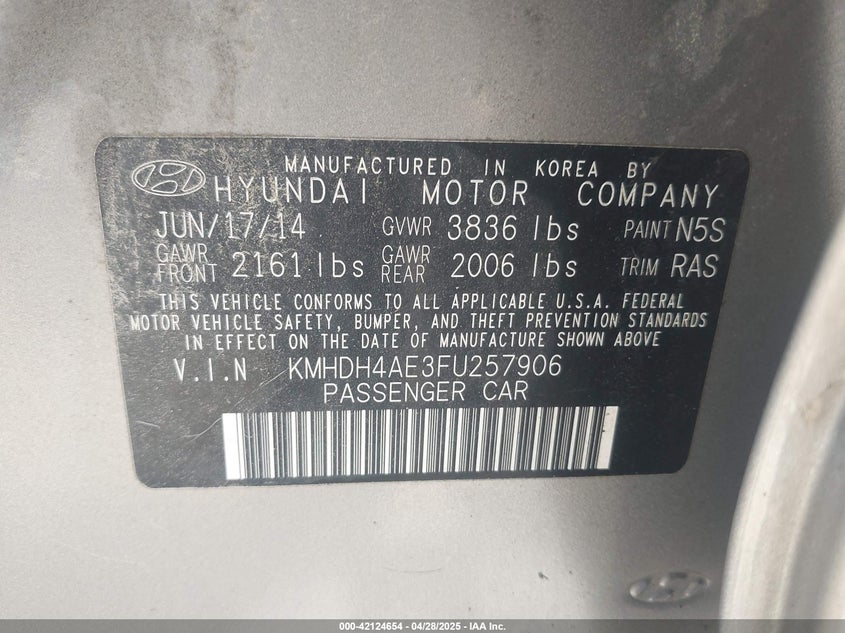 MANUFACTURED IN KOREA BY
HYUNDAI MOTOR COMPANY
JUN/17/14 GVWR 3836 lbs PAINT N5S
GAWR FRONT 2161 lbs GAWR REAR 2006 lbs TRIM RAS
THIS VEHICLE CONFORMS TO ALL APPLICABLE U.S.A. FEDERAL
MOTOR VEHICLE SAFETY, BUMPER, AND THEFT PREVENTION STANDARDS
IN EFFECT ON THE DATE OF MANUFACTURE SHOWN ABOVE
V.I.N KMHDH4AE3FU257906
PASSENGER CAR
000-42124654 - 04/28/2025 - IAA Inc.